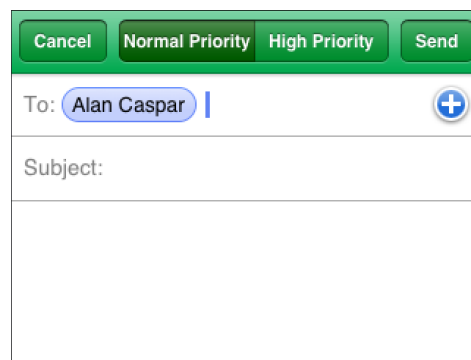 Cancel Normal Priority High Priority Send
To: Alan Caspar
Subject: